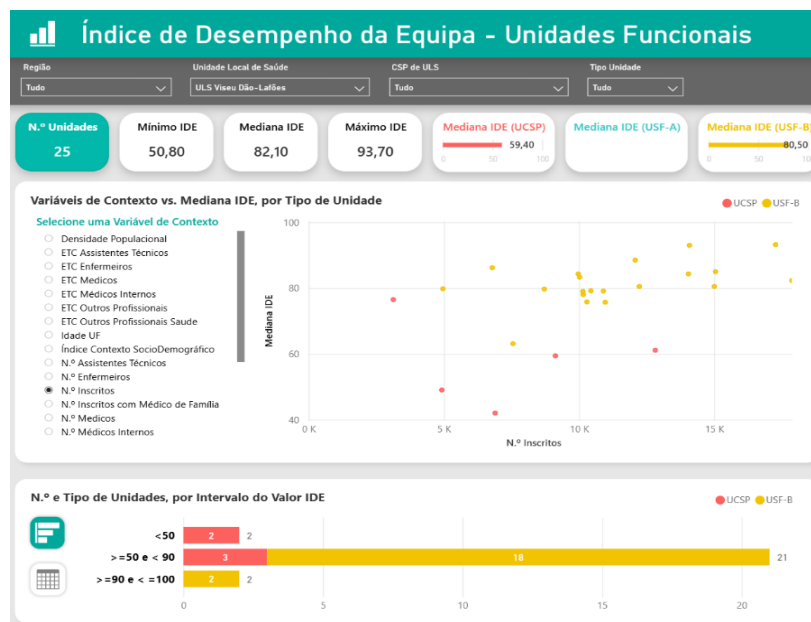 Índice de Desempenho da Equipa - Unidades Funcionais
Região
Unidade Local de Saúde
CSP de ULS
Tipo Unidade
Tudo
ULS Viseu Dão-Lafões
Tudo
Tudo
N.º Unidades
25
Mínimo IDE
50,80
Mediana IDE
82,10
Máximo IDE
93,70
Mediana IDE (UCSP)
59,40
0 50 100
Mediana IDE (USF-A)
Mediana IDE (USF-B)
80,50
0 50 100
Variáveis de Contexto vs. Mediana IDE, por Tipo de Unidade
UCSP USF-B
Selecione uma Variável de Contexto
Densidade Populacional
ETC Assistentes Técnicos
ETC Enfermeiros
ETC Medicos
ETC Médicos Internos
ETC Outros Profissionais
ETC Outros Profissionais Saude
Idade UF
Índice Contexto SocioDemográfico
N.º Assistentes Técnicos
N.º Enfermeiros
N.º Inscritos
N.º Inscritos com Médico de Família
N.º Medicos
N.º Médicos Internos
Mediana IDE
100
80
60
40
0 K 5 K 10 K 15 K
N.º Inscritos
N.º e Tipo de Unidades, por Intervalo do Valor IDE
UCSP USF-B
<50 2 2
>=50 e < 90 3 18 21
>=90 e < =100 2 2
0 5 10 15 20